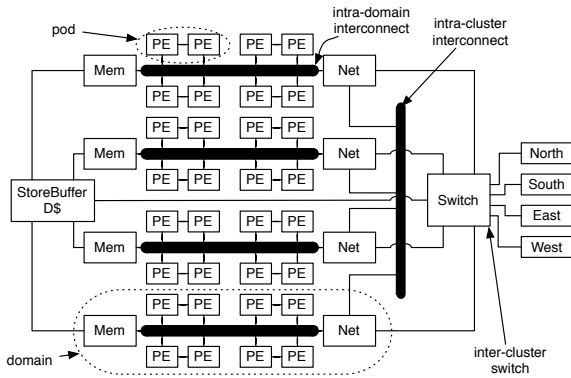 pod
intra-domain
interconnect
intra-cluster
interconnect
PE PE PE PE
Mem Net
PE PE PE PE
PE PE PE PE
Mem Net
PE PE PE PE
North
South
East
West
StoreBuffer
D$
Switch
PE PE PE PE
Mem Net
PE PE PE PE
PE PE PE PE
Mem Net
PE PE PE PE
domain
inter-cluster
switch